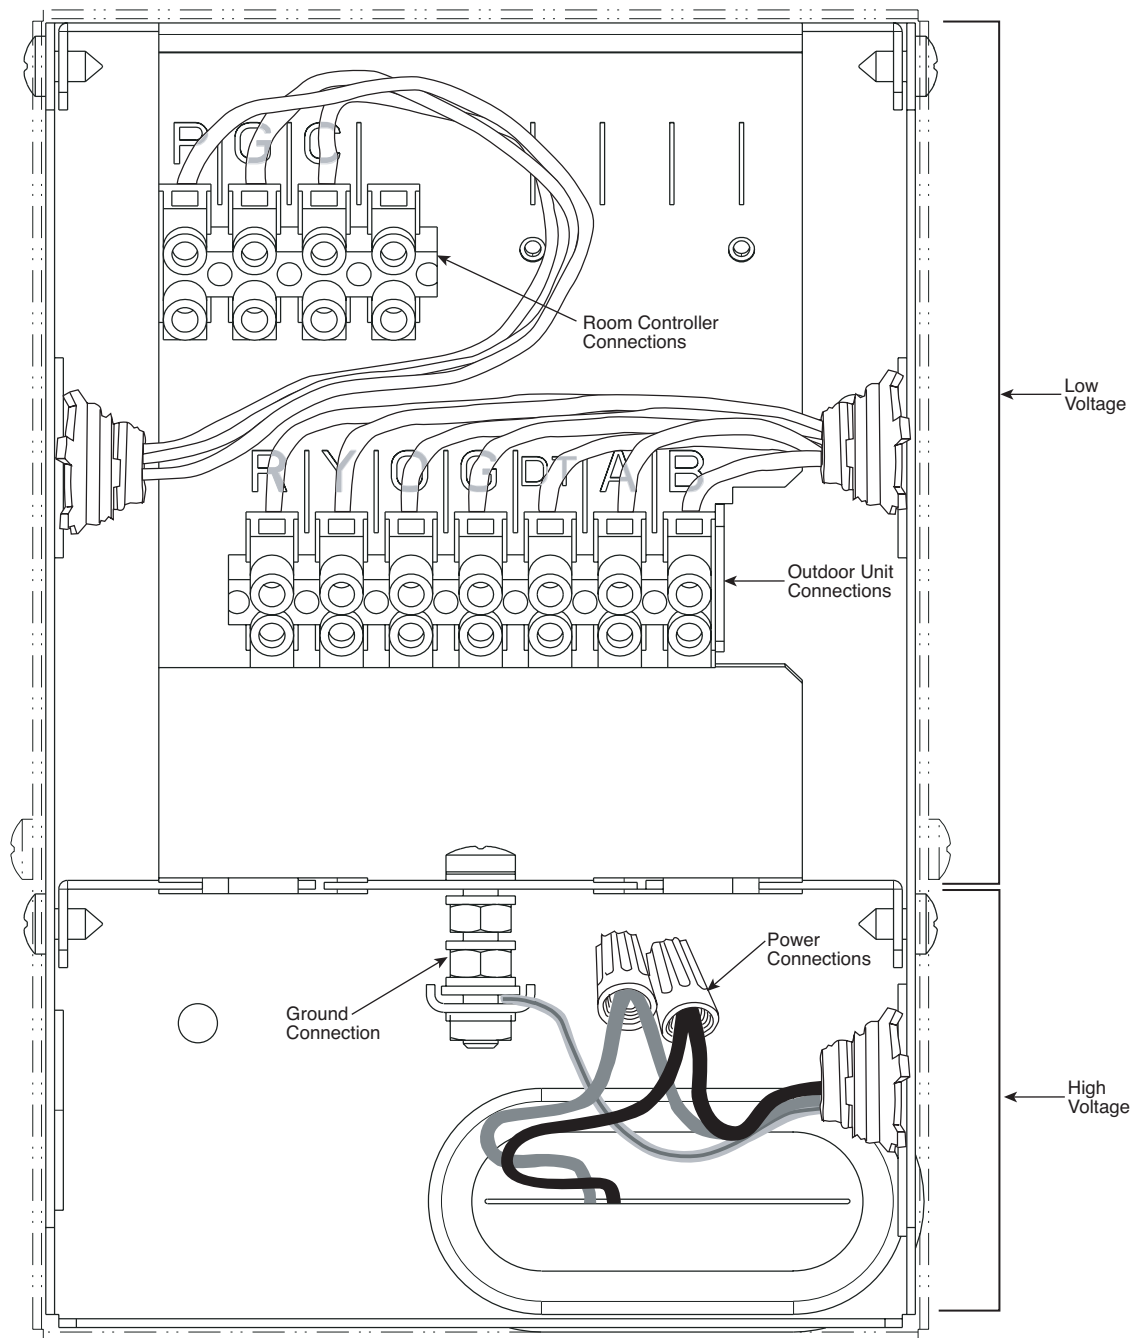 P G C
Room Controller
Connections
Low
Voltage
R Y O G DT A B
Outdoor Unit
Connections
Power
Connections
Ground
Connection
High
Voltage